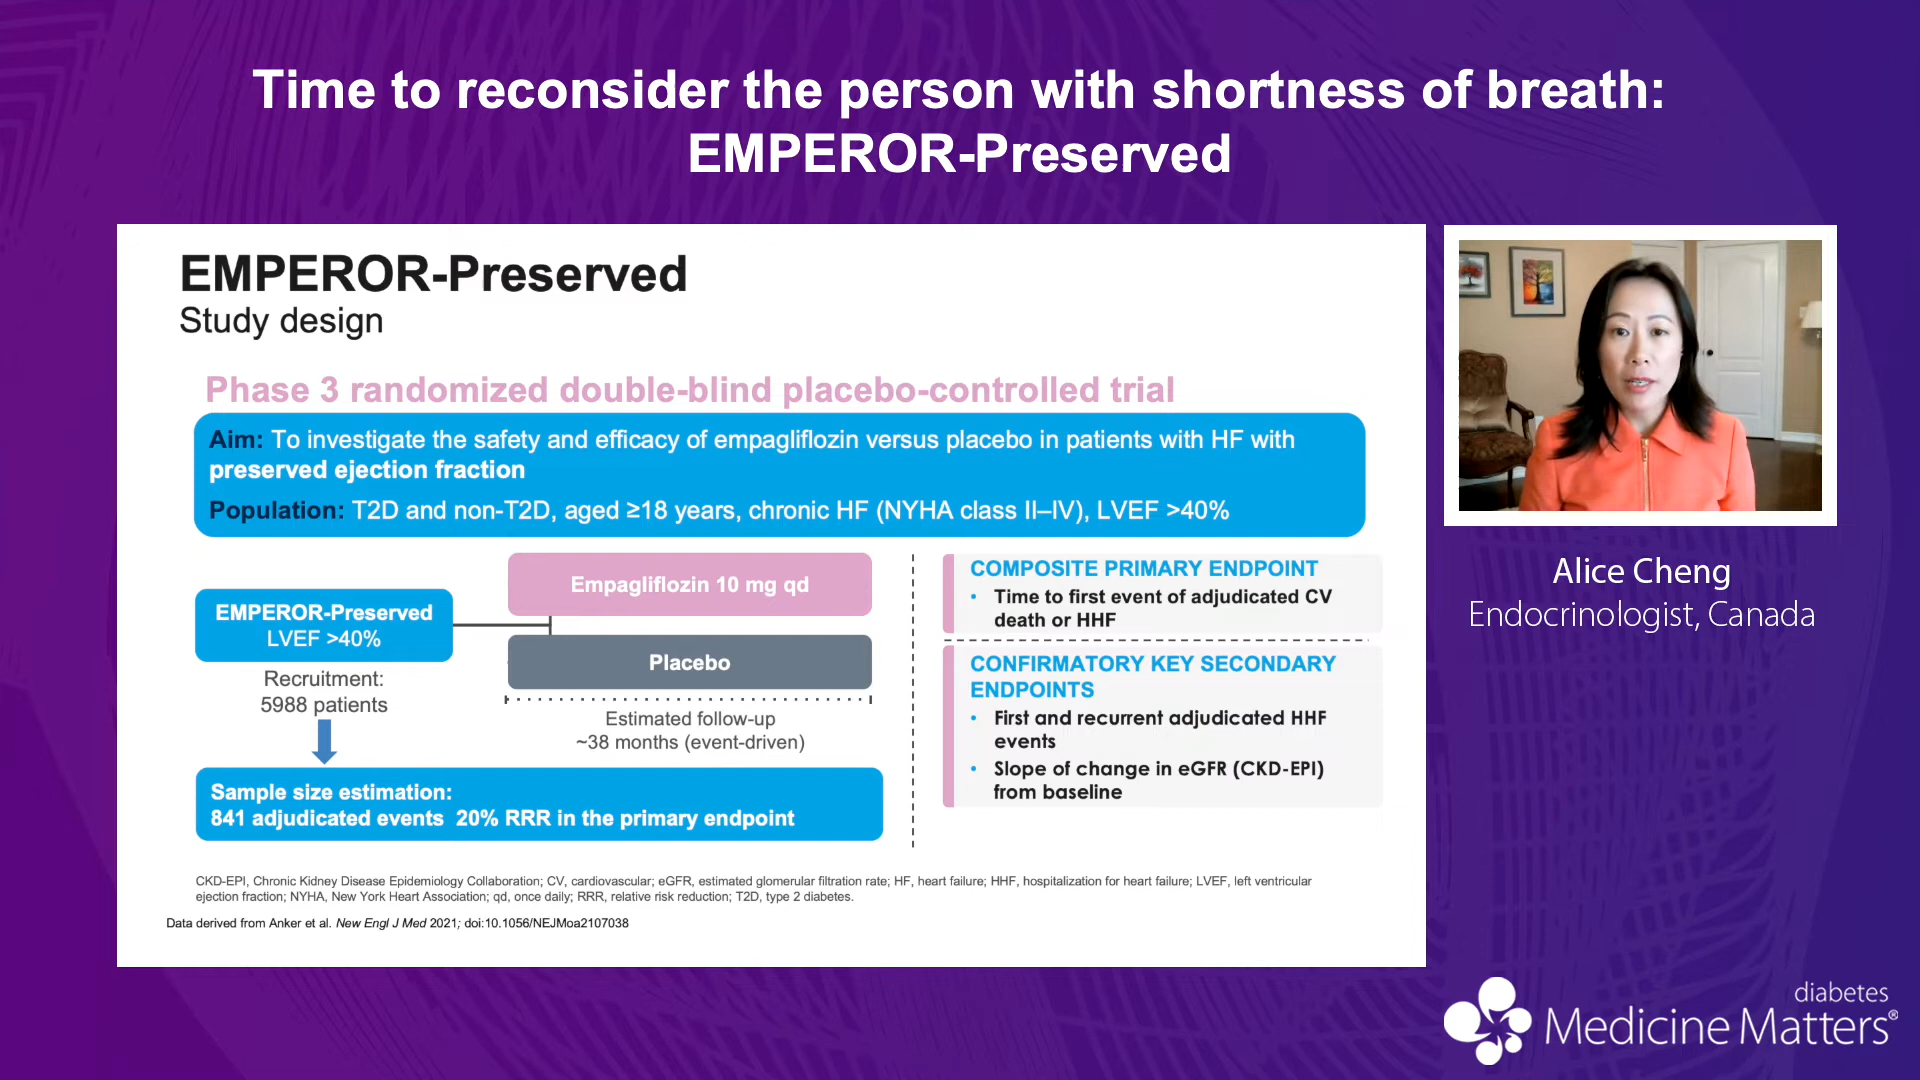 Time to reconsider the person with shortness of breath:
EMPEROR-Preserved
EMPEROR-Preserved
Study design
Phase 3 randomized double-blind placebo-controlled trial
Aim: To investigate the safety and efficacy of empagliflozin versus placebo in patients with HF with
preserved ejection fraction
Population: T2D and non-T2D, aged ≥18 years, chronic HF (NYHA class II–IV), LVEF >40%
EMPEROR-Preserved
LVEF >40%
Recruitment:
5988 patients
Empagliflozin 10 mg qd
Placebo
Estimated follow-up
~38 months (event-driven)
Sample size estimation:
841 adjudicated events 20% RRR in the primary endpoint
COMPOSITE PRIMARY ENDPOINT
• Time to first event of adjudicated CV
death or HHF
CONFIRMATORY KEY SECONDARY
ENDPOINTS
• First and recurrent adjudicated HHF
events
• Slope of change in eGFR (CKD-EPI)
from baseline
CKD-EPI, Chronic Kidney Disease Epidemiology Collaboration; CV, cardiovascular; eGFR, estimated glomerular filtration rate; HF, heart failure; HHF, hospitalization for heart failure; LVEF, left ventricular
ejection fraction; NYHA, New York Heart Association; qd, once daily; RRR, relative risk reduction; T2D, type 2 diabetes.
Data derived from Anker et al. New Engl J Med 2021; doi:10.1056/NEJMoa2107038
Alice Cheng
Endocrinologist, Canada
diabetes
Medicine Matters®